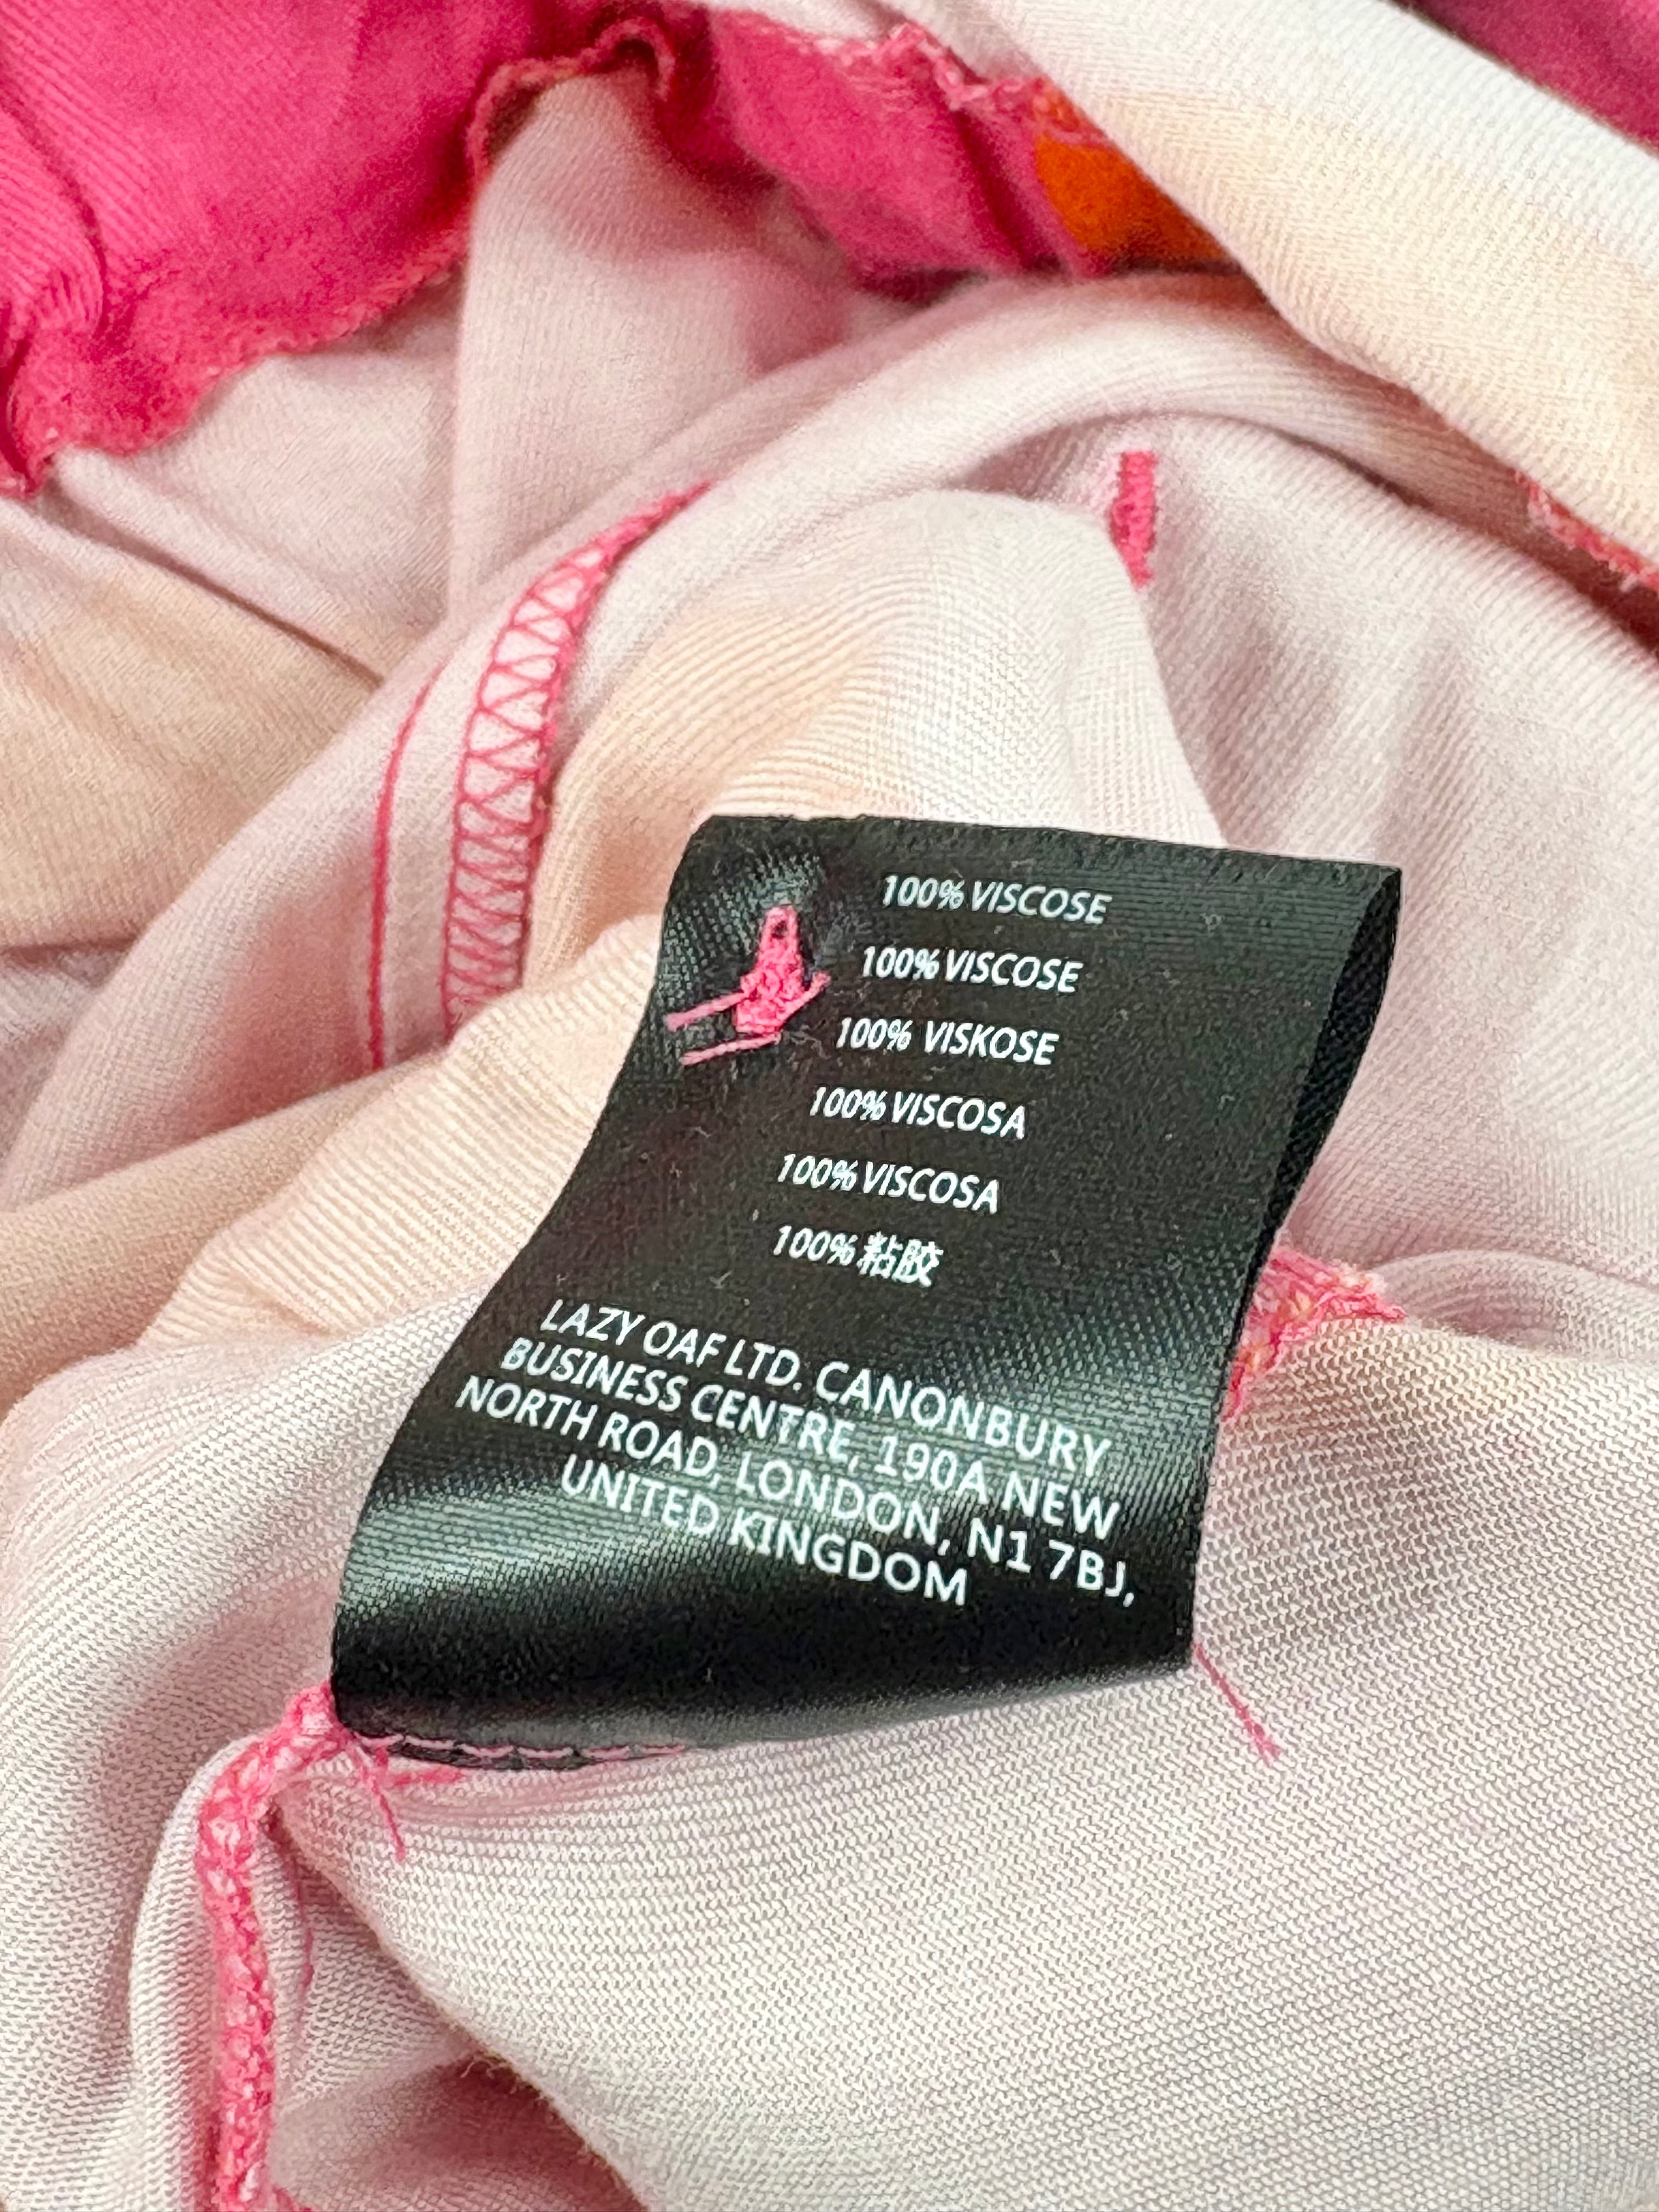 100% VISCOSE
100% VISCOSE
100% VISKOSE
100% VISCOSA
100% VISCOSA
100% 粘胶
LAZY OAF LTD. CANONBURY
BUSINESS CENTRE, 190A NEW
NORTH ROAD, LONDON, N1 7BJ,
UNITED KINGDOM